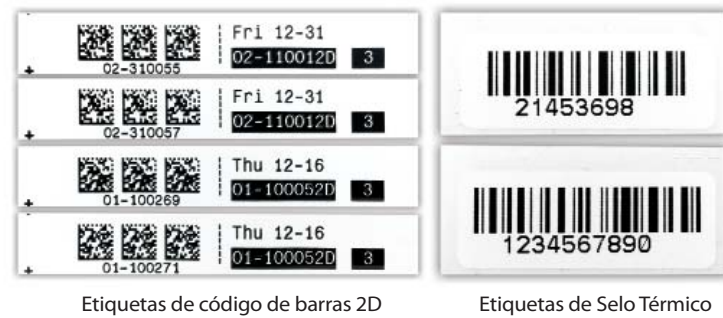 Fri 12-31
02-110012D 3
02-310055
Fri 12-31
02-110012D 3
02-310057
Thu 12-16
01-100052D 3
01-100269
Thu 12-16
01-100052D 3
01-100271
21453698
1234567890
Etiquetas de código de barras 2D
Etiquetas de Selo Térmico